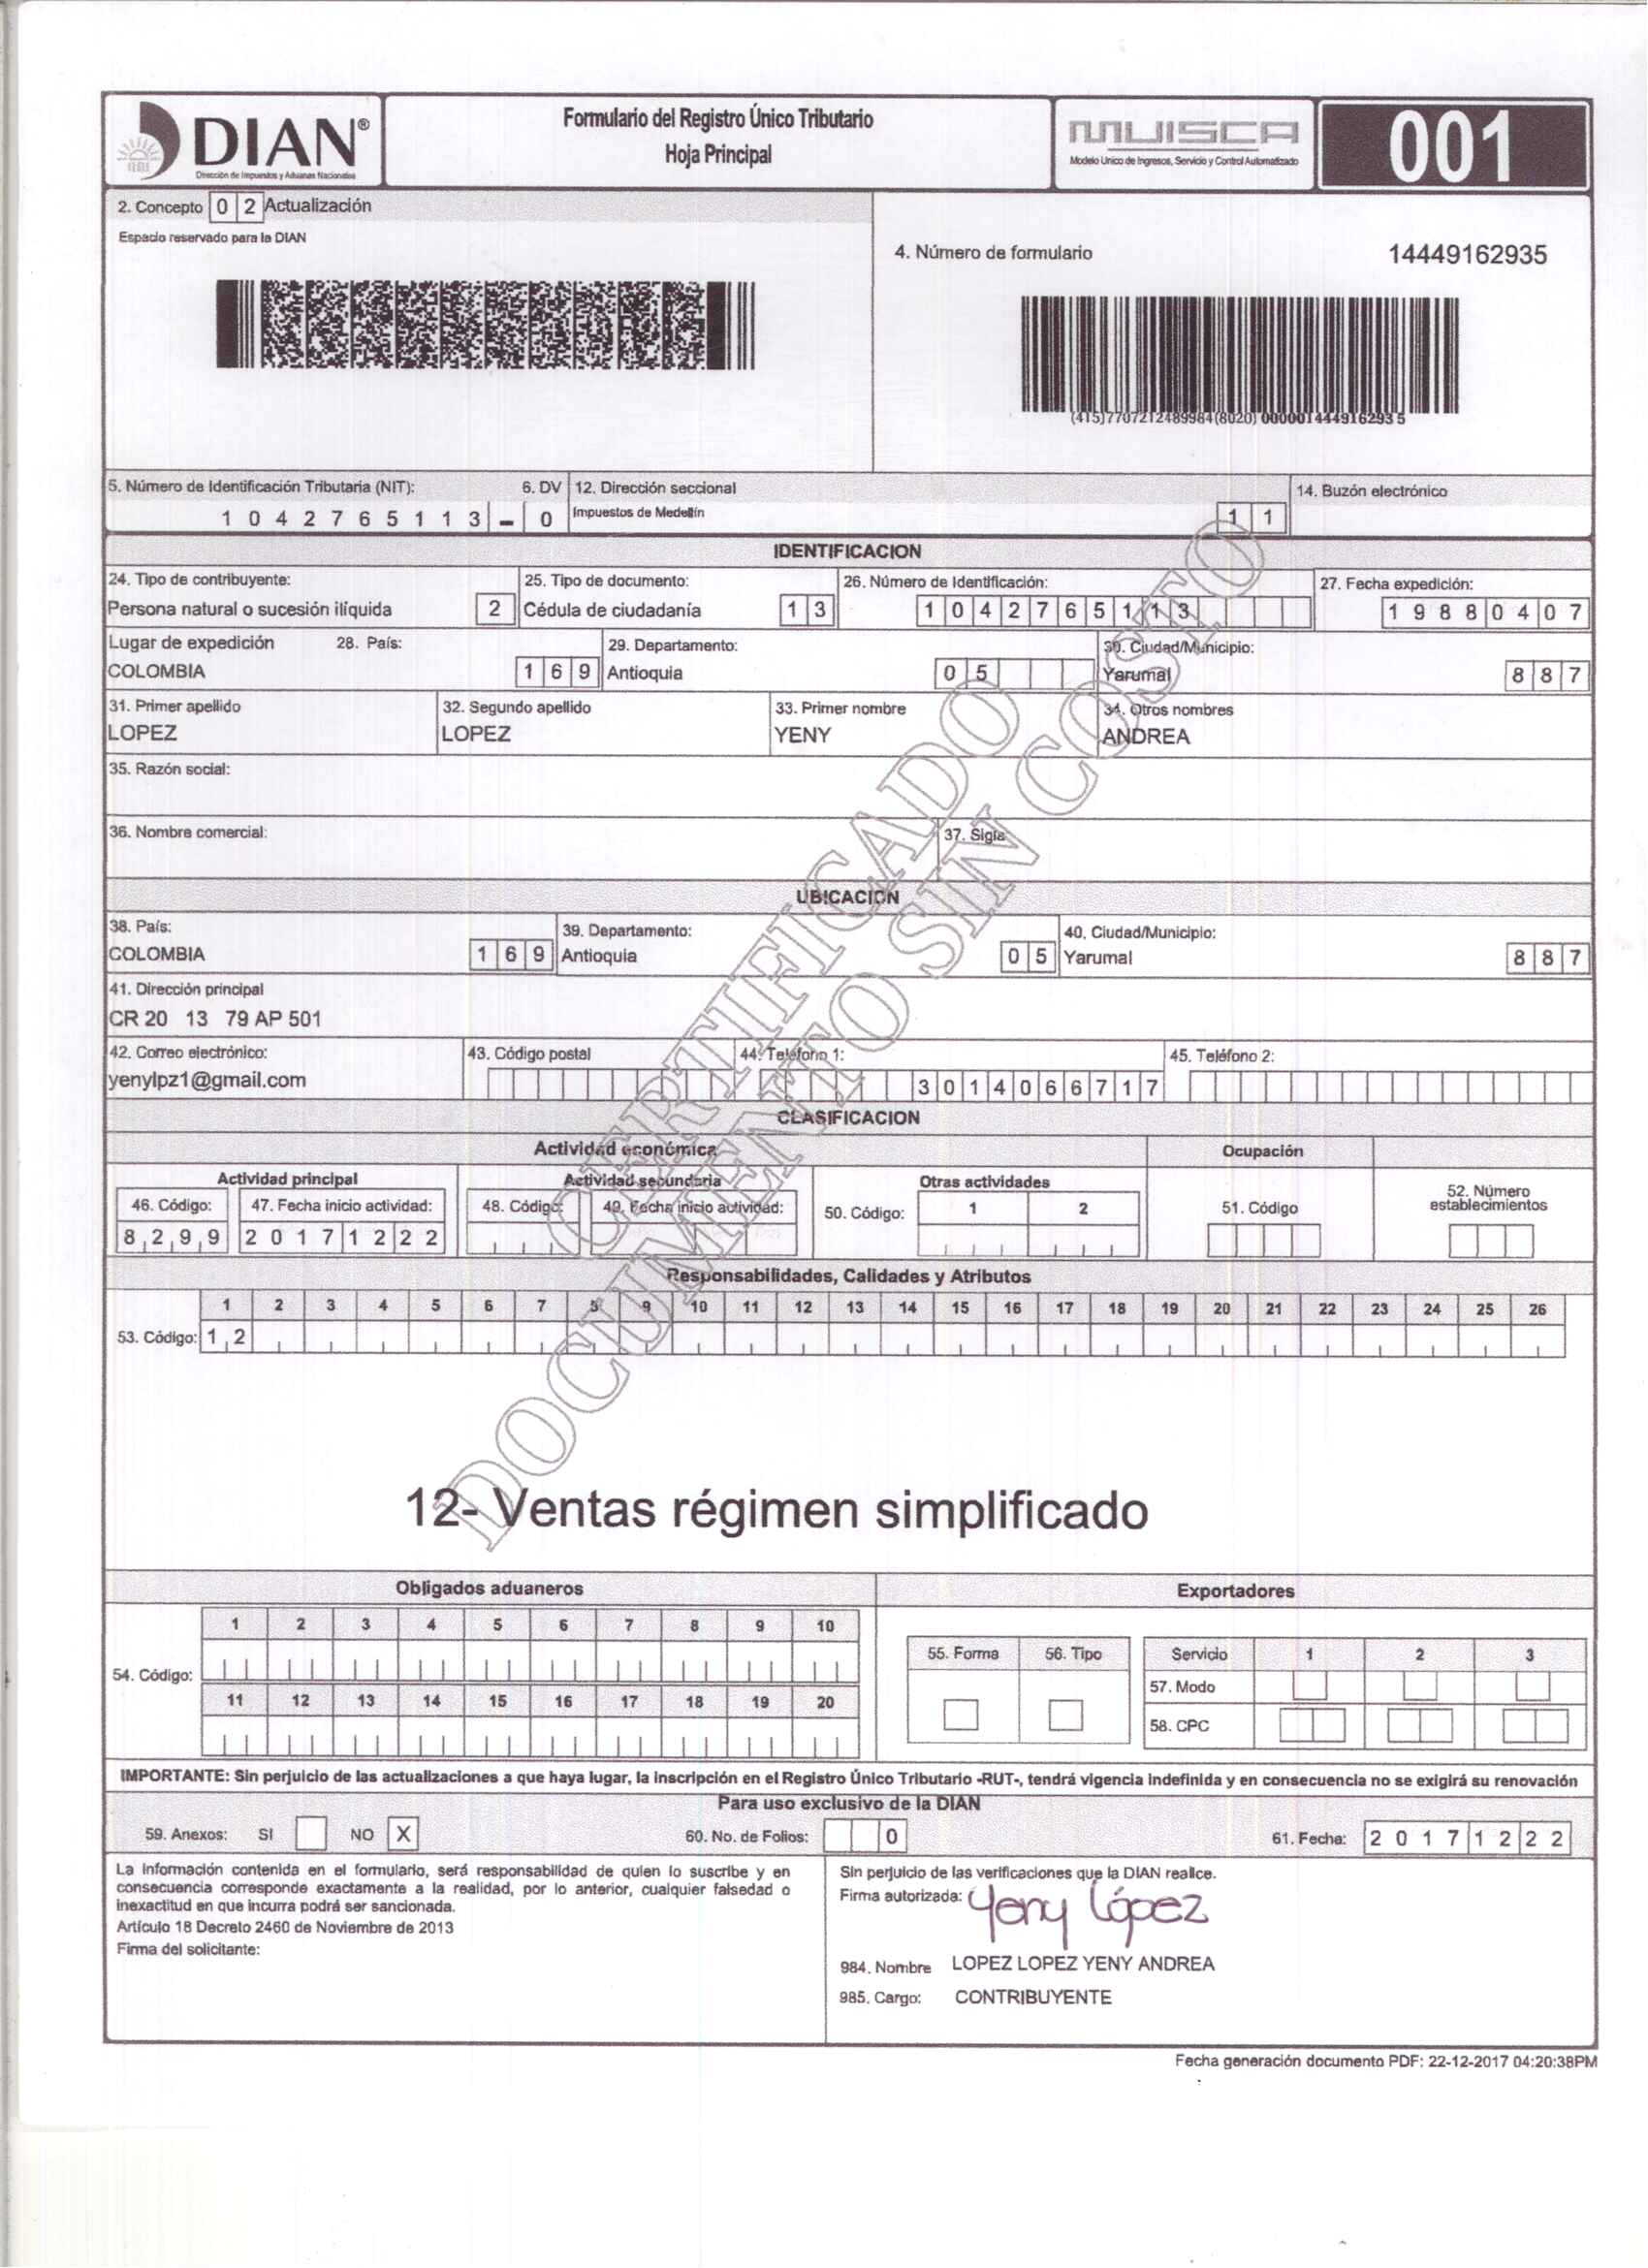 DIAN®
Dirección de Impuestos y Aduanas Nacionales
Formulario del Registro Único Tributario
Hoja Principal
MUISCA
Modelo Unico de Ingresos, Servicio y Control Automatizado
001
2. Concepto 0 2 Actualización
Espacio reservado para la DIAN
4. Número de formulario 14449162935
(415)7707212489984(8020) 000001444916293 5
5. Número de Identificación Tributaria (NIT): 6. DV 12. Dirección seccional 14. Buzón electrónico
1 0 4 2 7 6 5 1 1 3 - 0 Impuestos de Medellín 1 1
IDENTIFICACION
24. Tipo de contribuyente: 25. Tipo de documento: 26. Número de Identificación: 27. Fecha expedición:
Persona natural o sucesión ilíquida 2 Cédula de ciudadanía 1 3 1 0 4 2 7 6 5 1 1 3 1 9 8 8 0 4 0 7
Lugar de expedición 28. País: 29. Departamento: 30. Ciudad/Municipio:
COLOMBIA 1 6 9 Antioquia 0 5 Yarumal 8 8 7
31. Primer apellido 32. Segundo apellido 33. Primer nombre 34. Otros nombres
LOPEZ LOPEZ YENY ANDREA
35. Razón social:
36. Nombre comercial: 37. Sigla
UBICACION
38. País: 39. Departamento: 40. Ciudad/Municipio:
COLOMBIA 1 6 9 Antioquia 0 5 Yarumal 8 8 7
41. Dirección principal
CR 20 13 79 AP 501
42. Correo electrónico: 43. Código postal 44. Teléfono 1: 45. Teléfono 2:
yenylpz1@gmail.com 3 0 1 4 0 6 6 7 1 7
CLASIFICACION
Actividad económica Ocupación
Actividad principal Actividad secundaria Otras actividades 52. Número establecimientos
46. Código: 47. Fecha inicio actividad: 48. Código: 49. Fecha inicio actividad: 50. Código: 1 2 51. Código
8 2 9 9 2 0 1 7 1 2 2 2
Responsabilidades, Calidades y Atributos
1 2 3 4 5 6 7 8 9 10 11 12 13 14 15 16 17 18 19 20 21 22 23 24 25 26
53. Código: 1 2
CERTIFICADO
DOCUMENTO SIN COSTO
12- Ventas régimen simplificado
Obligados aduaneros Exportadores
1 2 3 4 5 6 7 8 9 10
54. Código:
11 12 13 14 15 16 17 18 19 20
55. Forma 56. Tipo Servicio 1 2 3
57. Modo
58. CPC
IMPORTANTE: Sin perjuicio de las actualizaciones a que haya lugar, la inscripción en el Registro Único Tributario -RUT-, tendrá vigencia indefinida y en consecuencia no se exigirá su renovación
Para uso exclusivo de la DIAN
59. Anexos: SI NO X 60. No. de Folios: 0 61. Fecha: 2 0 1 7 1 2 2 2
La información contenida en el formulario, será responsabilidad de quien lo suscribe y en
consecuencia corresponde exactamente a la realidad, por lo anterior, cualquier falsedad o
inexactitud en que incurra podrá ser sancionada.
Artículo 18 Decreto 2460 de Noviembre de 2013
Firma del solicitante:
Sin perjuicio de las verificaciones que la DIAN realice.
Firma autorizada: Yeny López
984. Nombre LOPEZ LOPEZ YENY ANDREA
985. Cargo: CONTRIBUYENTE
Fecha generación documento PDF: 22-12-2017 04:20:38PM